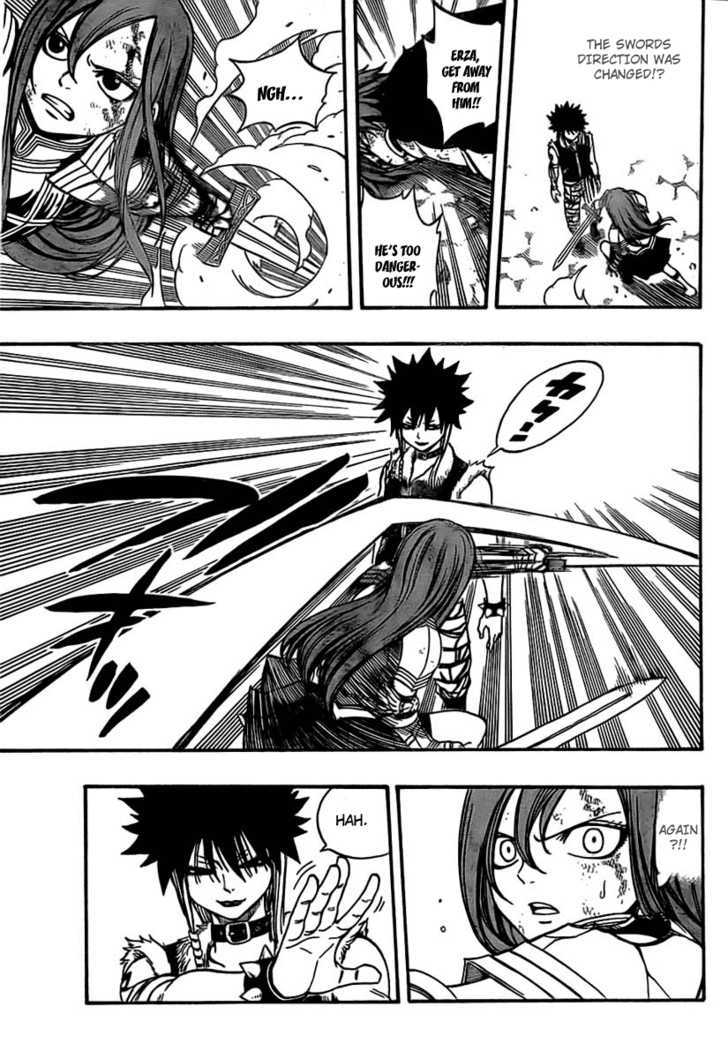 THE SWORDS
DIRECTION WAS
CHANGED!?
ERZA,
GET AWAY
FROM
HIM!!
HE'S TOO
DANGER-
OUS!!!
NGH...
AGAIN
?!!
HAH.